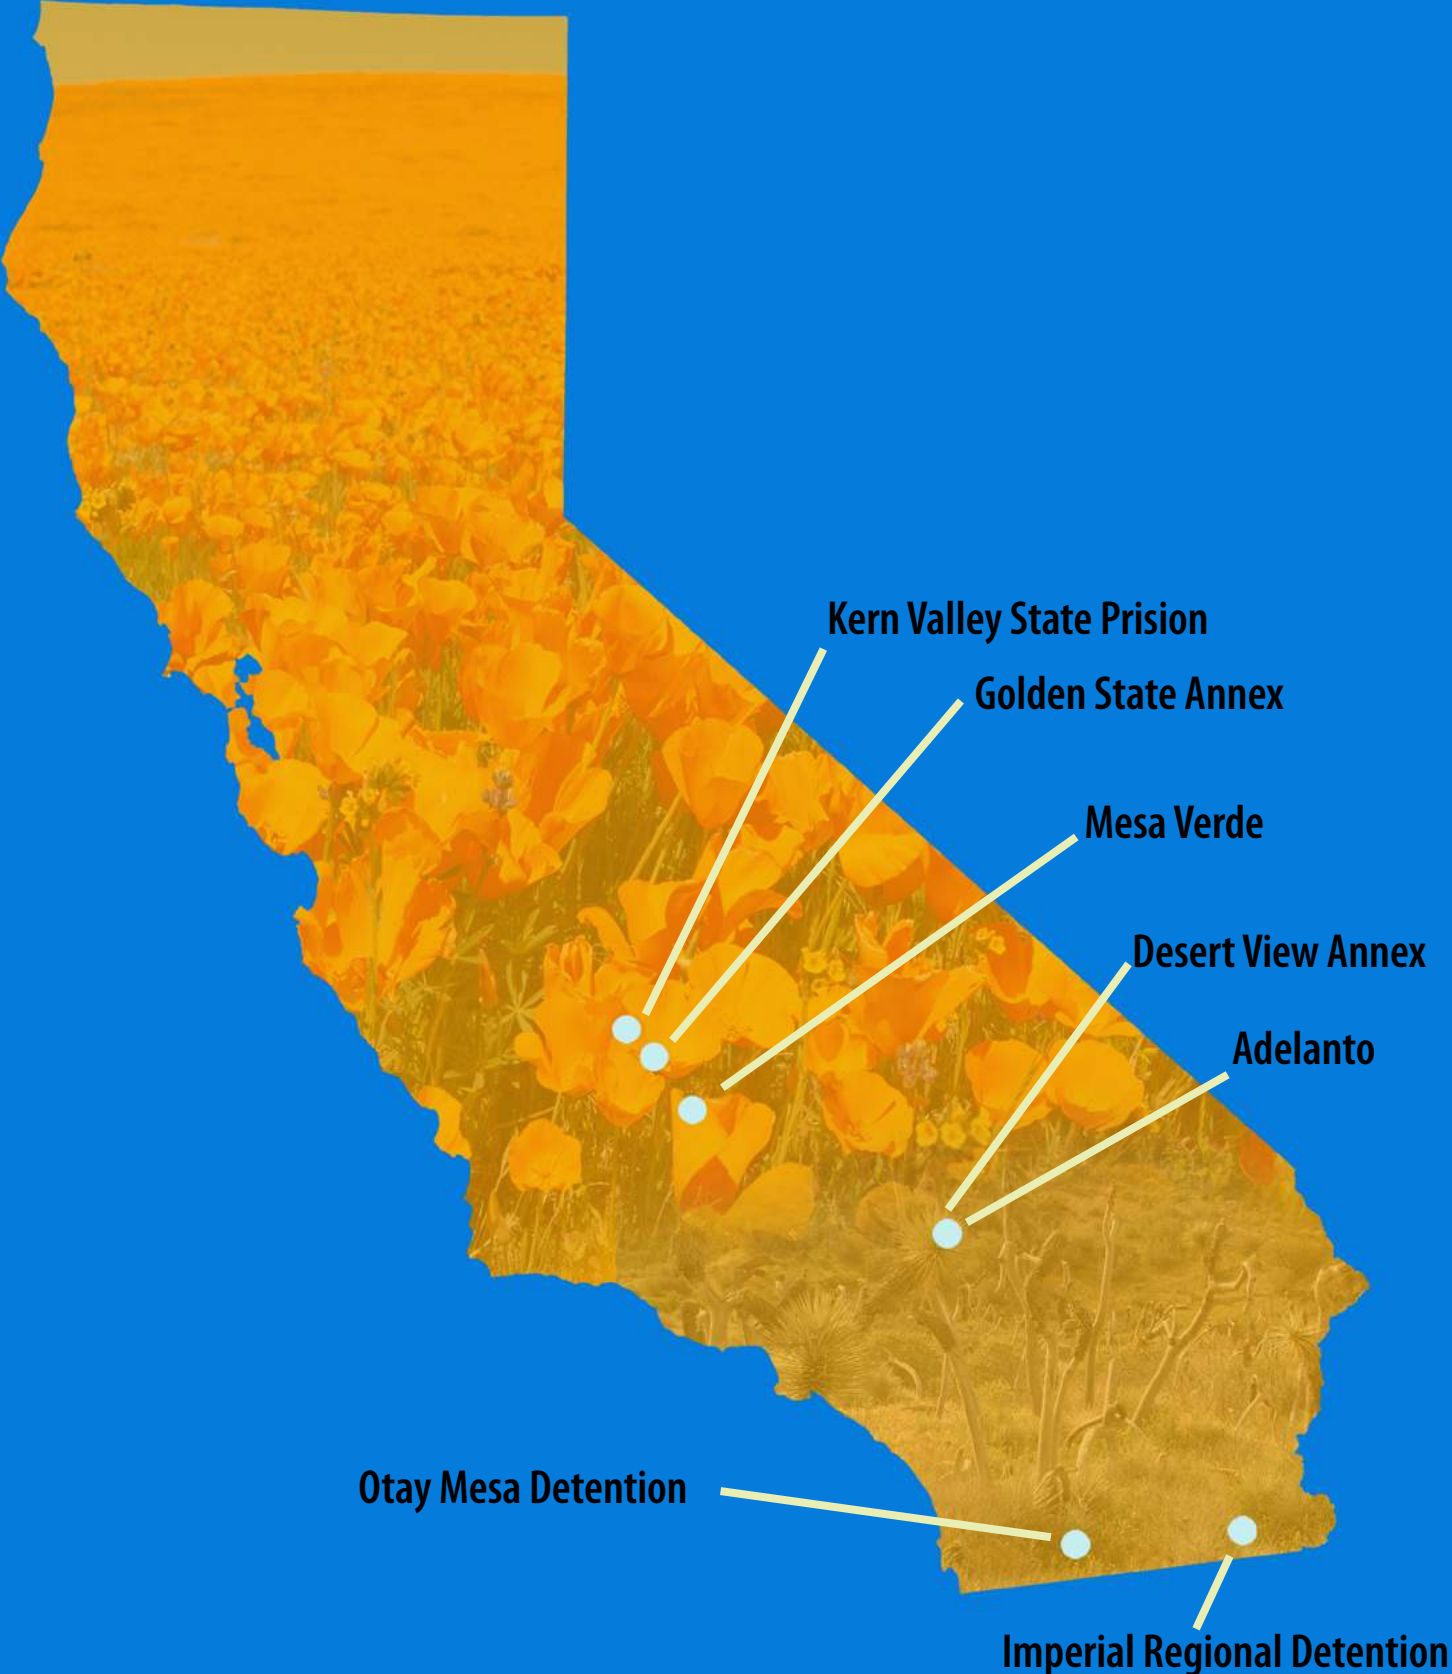 Kern Valley State Prision
Golden State Annex
Mesa Verde
Desert View Annex
Adelanto
Otay Mesa Detention
Imperial Regional Detention